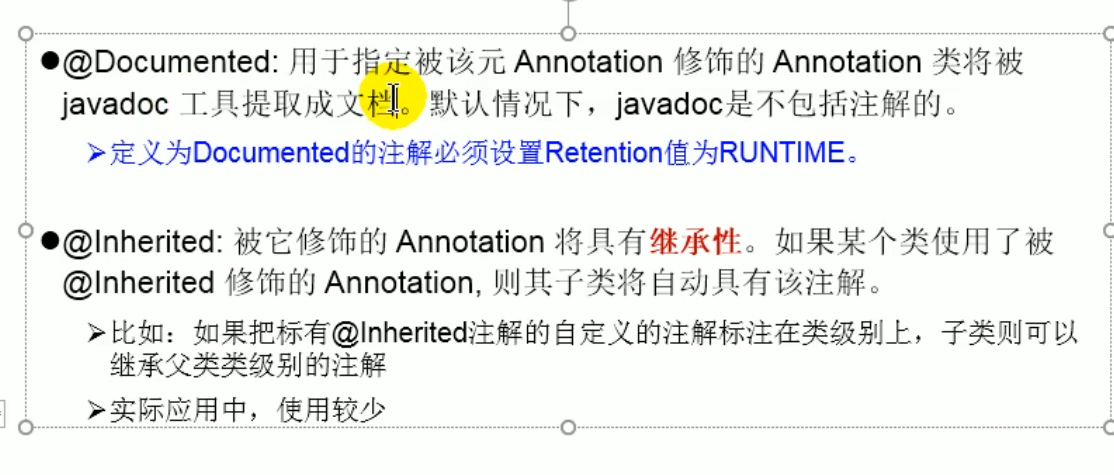 ●@Documented: 用于指定被该元 Annotation 修饰的 Annotation 类将被
javadoc 工具提取成文档。默认情况下，javadoc是不包括注解的。
➢定义为Documented的注解必须设置Retention值为RUNTIME。
●@Inherited: 被它修饰的 Annotation 将具有继承性。如果某个类使用了被
@Inherited 修饰的 Annotation, 则其子类将自动具有该注解。
➢比如：如果把标有@Inherited注解的自定义的注解标注在类级别上，子类则可以
继承父类类级别的注解
➢实际应用中，使用较少